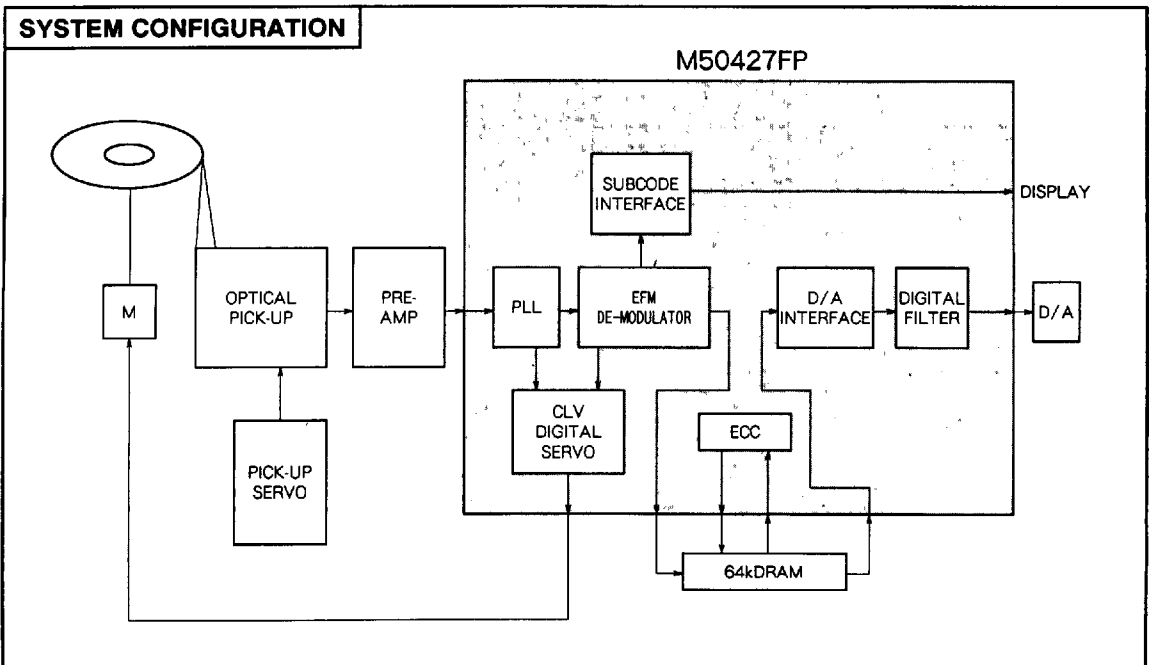 SYSTEM CONFIGURATION
M50427FP
SUBCODE
INTERFACE
DISPLAY
M
OPTICAL
PICK-UP
PRE-
AMP
PLL
EFM
DE-MODULATOR
D/A
INTERFACE
DIGITAL
FILTER
D/A
CLV
DIGITAL
SERVO
ECC
PICK-UP
SERVO
64kDRAM